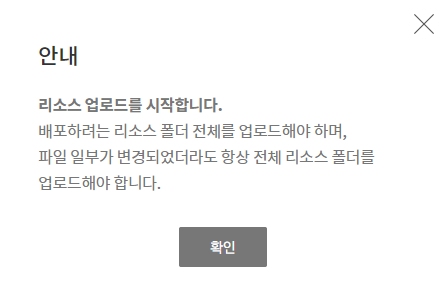 안내
리소스 업로드를 시작합니다.
배포하려는 리소스 폴더 전체를 업로드해야 하며,
파일 일부가 변경되었더라도 항상 전체 리소스 폴더를
업로드해야 합니다.
확인